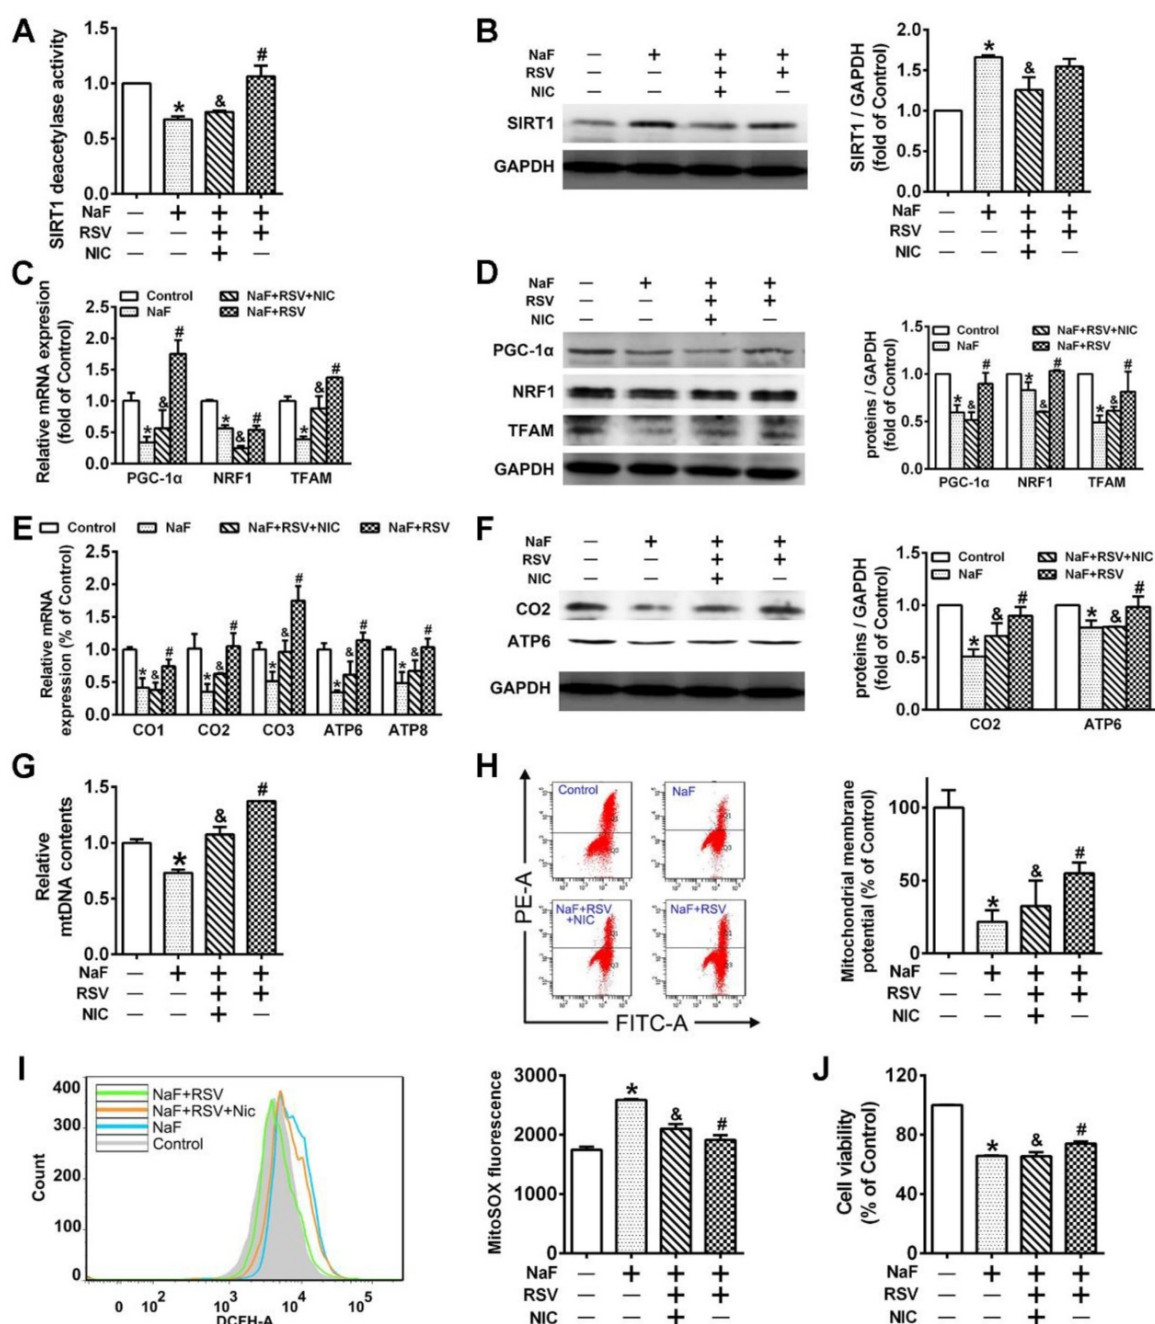 A
SIRT1 deacetylase activity
1.5
1.0
0.5
0.0
NaF — + + +
RSV — — + +
NIC — — + —
B
NaF — + + +
RSV — — + +
NIC — — + —
SIRT1
GAPDH
SIRT1 / GAPDH
(fold of Control)
2.0
1.5
1.0
0.5
0.0
NaF — + + +
RSV — — + +
NIC — — + —
* & #
C
Relative mRNA expresion
(fold of Control)
Control NaF+RSV+NIC
NaF NaF+RSV
2.5
2.0
1.5
1.0
0.5
0.0
PGC-1α NRF1 TFAM
D
NaF — + + +
RSV — — + +
NIC — — + —
PGC-1α
NRF1
TFAM
GAPDH
proteins / GAPDH
(fold of Control)
Control NaF+RSV+NIC
NaF NaF+RSV
1.5
1.0
0.5
0.0
PGC-1α NRF1 TFAM
E
Control NaF NaF+RSV+NIC NaF+RSV
Relative mRNA
expression (% of Control)
2.5
2.0
1.5
1.0
0.5
0.0
CO1 CO2 CO3 ATP6 ATP8
F
NaF — + + +
RSV — — + +
NIC — — + —
CO2
ATP6
GAPDH
proteins / GAPDH
(fold of Control)
Control NaF+RSV+NIC
NaF NaF+RSV
1.5
1.0
0.5
0.0
CO2 ATP6
G
Relative
mtDNA contents
1.5
1.0
0.5
0.0
NaF — + + +
RSV — — + +
NIC — — + —
H
PE-A
Control
NaF
NaF+RSV
+NIC
NaF+RSV
FITC-A
Mitochondrial membrane
potential (% of Control)
100
50
0
NaF — + + +
RSV — — + +
NIC — — + —
I
Count
400
300
200
100
0
NaF+RSV
NaF+RSV+Nic
NaF
Control
0 10² 10³ 10⁴ 10⁵
DCFH-A
MitoSOX fluorescence
3000
2000
1000
0
NaF — + + +
RSV — — + +
NIC — — + —
J
Cell viability
(% of Control)
120
80
40
0
NaF — + + +
RSV — — + +
NIC — — + —